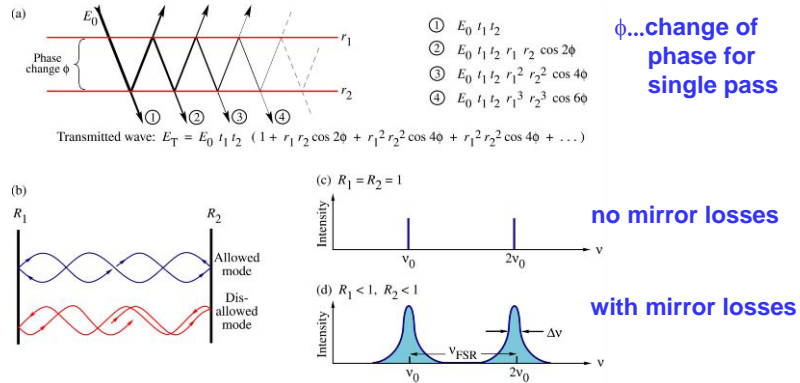 (a)
E₀
r₁
Phase
change ϕ
r₂
① ② ③ ④
① E₀ t₁ t₂
② E₀ t₁ t₂ r₁ r₂ cos 2ϕ
③ E₀ t₁ t₂ r₁² r₂² cos 4ϕ
④ E₀ t₁ t₂ r₁³ r₂³ cos 6ϕ
ϕ...change of
phase for
single pass
Transmitted wave: E_T = E₀ t₁ t₂ (1 + r₁ r₂ cos 2ϕ + r₁² r₂² cos 4ϕ + r₁² r₂² cos 4ϕ + . . . )
(b)
R₁ R₂
Allowed
mode
Dis-
allowed
mode
(c) R₁ = R₂ = 1
Intensity
ν₀ 2ν₀ ν
no mirror losses
(d) R₁ < 1, R₂ < 1
Intensity
Δν
ν_FSR
ν₀ 2ν₀ ν
with mirror losses